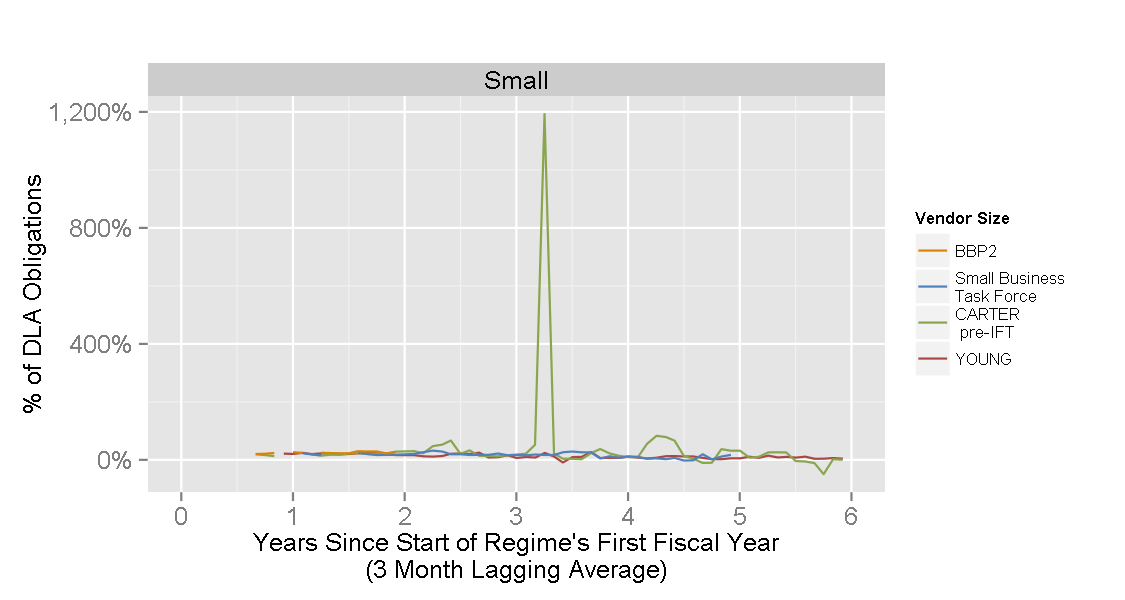 Small
1,200%
800%
400%
0%
% of DLA Obligations
0 1 2 3 4 5 6
Years Since Start of Regime's First Fiscal Year
(3 Month Lagging Average)
Vendor Size
BBP2
Small Business
Task Force
CARTER
pre-IFT
YOUNG